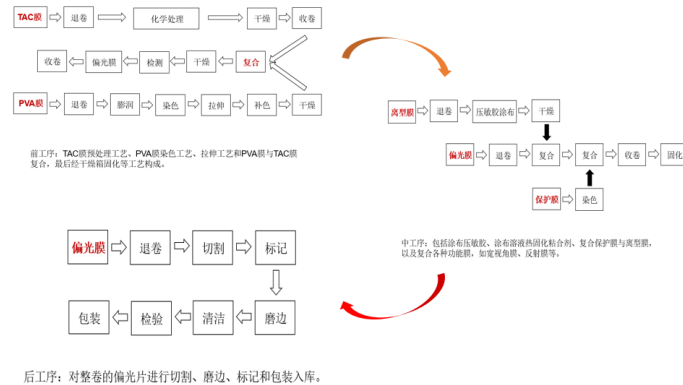 TAC膜 退卷 化学处理 干燥 收卷
收卷 偏光膜 检测 干燥 复合
PVA膜 退卷 膨润 染色 拉伸 补色 干燥
前工序：TAC膜预处理工艺、PVA膜染色工艺、拉伸工艺和PVA膜与TAC膜
复合，最后经干燥箱固化等工艺构成。
离型膜 退卷 压敏胶涂布 干燥
偏光膜 退卷 复合 复合 收卷 固化
保护膜 染色
中工序：包括涂布压敏胶、涂布溶液热固化粘合剂、复合保护膜与离型膜，
以及复合各种功能膜，如宽视角膜、反射膜等。
偏光膜 退卷 切割 标记
包装 检验 清洁 磨边
后工序：对整卷的偏光片进行切割、磨边、标记和包装入库。